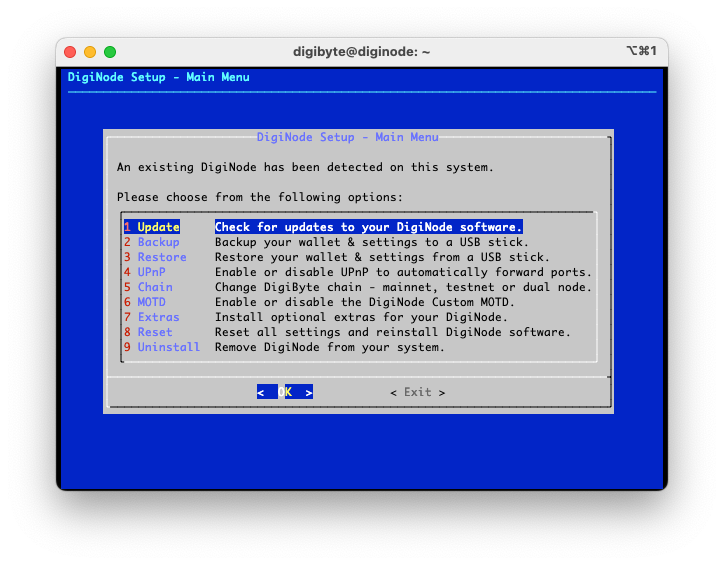 digibyte@diginode: ~
⌥⌘1
DigiNode Setup - Main Menu
DigiNode Setup - Main Menu
An existing DigiNode has been detected on this system.
Please choose from the following options:
1 Update Check for updates to your DigiNode software.
2 Backup Backup your wallet & settings to a USB stick.
3 Restore Restore your wallet & settings from a USB stick.
4 UPnP Enable or disable UPnP to automatically forward ports.
5 Chain Change DigiByte chain - mainnet, testnet or dual node.
6 MOTD Enable or disable the DigiNode Custom MOTD.
7 Extras Install optional extras for your DigiNode.
8 Reset Reset all settings and reinstall DigiNode software.
9 Uninstall Remove DigiNode from your system.
< OK > < Exit >